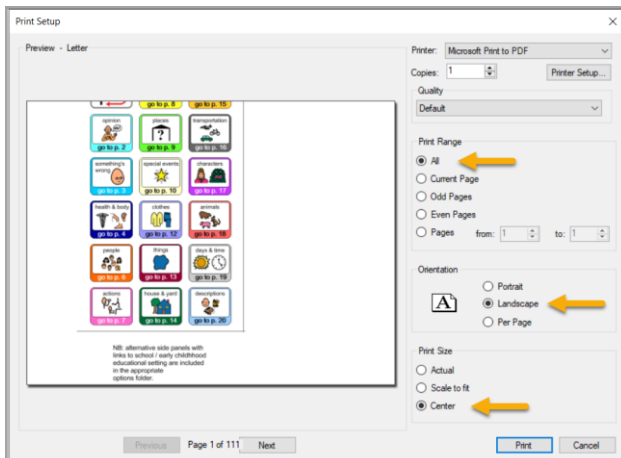 Print Setup
Preview - Letter
go to p. 8
go to p. 15
opinion
places
transportation
go to p. 2
go to p. 9
go to p. 16
something's
wrong
special events
characters
go to p. 3
go to p. 10
go to p. 17
health & body
clothes
animals
go to p. 4
go to p. 12
go to p. 18
people
things
days & time
go to p. 6
go to p. 13
go to p. 19
actions
house & yard
descriptions
go to p. 7
go to p. 14
go to p. 20
NB: alternative side panels with
links to school / early childhhood
educational setting are included
in the appropriate
options folder.
Previous
Page 1 of 111
Next
Printer:
Microsoft Print to PDF
Copies:
1
Printer Setup...
Quality
Default
Print Range
All
Current Page
Odd Pages
Even Pages
Pages
from:
1
to:
1
Orientation
A
Portrait
Landscape
Per Page
Print Size
Actual
Scale to fit
Center
Print
Cancel